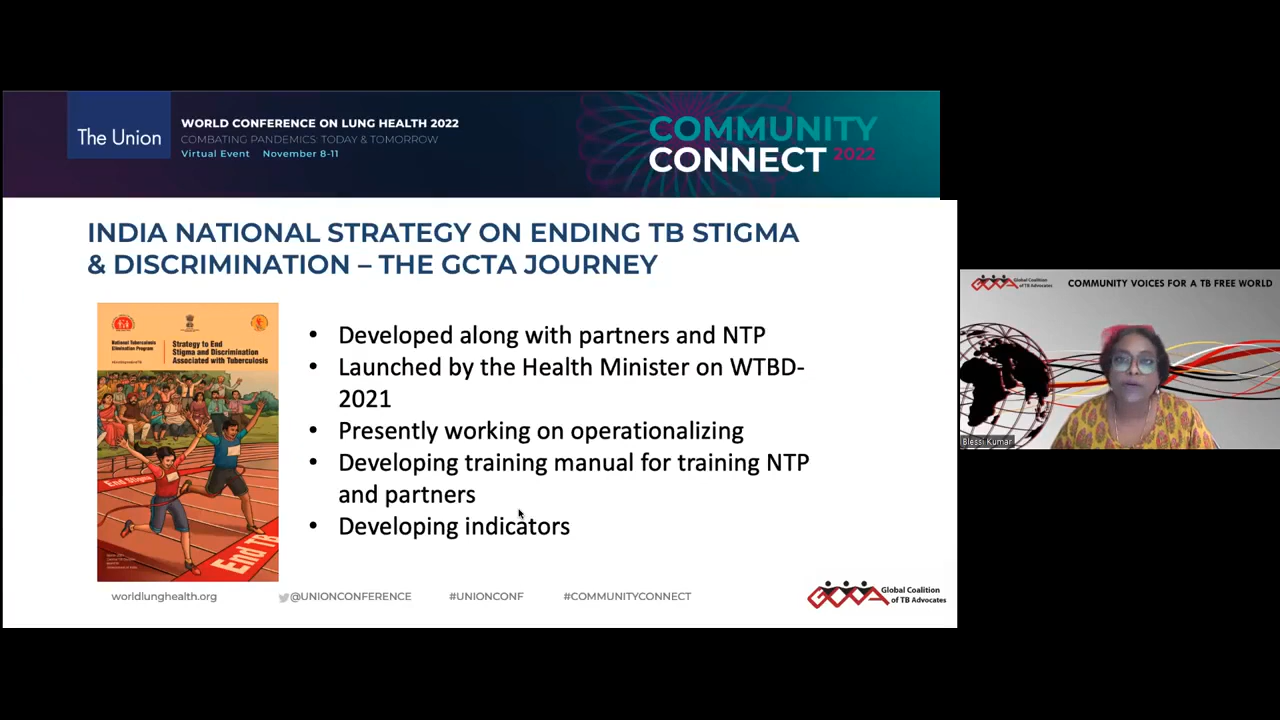 The Union
WORLD CONFERENCE ON LUNG HEALTH 2022
COMBATING PANDEMICS: TODAY & TOMORROW
Virtual Event November 8-11
COMMUNITY
CONNECT 2022
INDIA NATIONAL STRATEGY ON ENDING TB STIGMA
& DISCRIMINATION – THE GCTA JOURNEY
National Tuberculosis
Elimination Program
Strategy to End
Stigma and Discrimination
Associated with Tuberculosis
End Stigma
End TB
• Developed along with partners and NTP
• Launched by the Health Minister on WTBD-
2021
• Presently working on operationalizing
• Developing training manual for training NTP
and partners
• Developing indicators
worldlunghealth.org
@UNIONCONFERENCE
#UNIONCONF
#COMMUNITYCONNECT
Global Coalition
of TB Advocates
Global Coalition
of TB Advocates
COMMUNITY VOICES FOR A TB FREE WORLD
Blessi Kumar